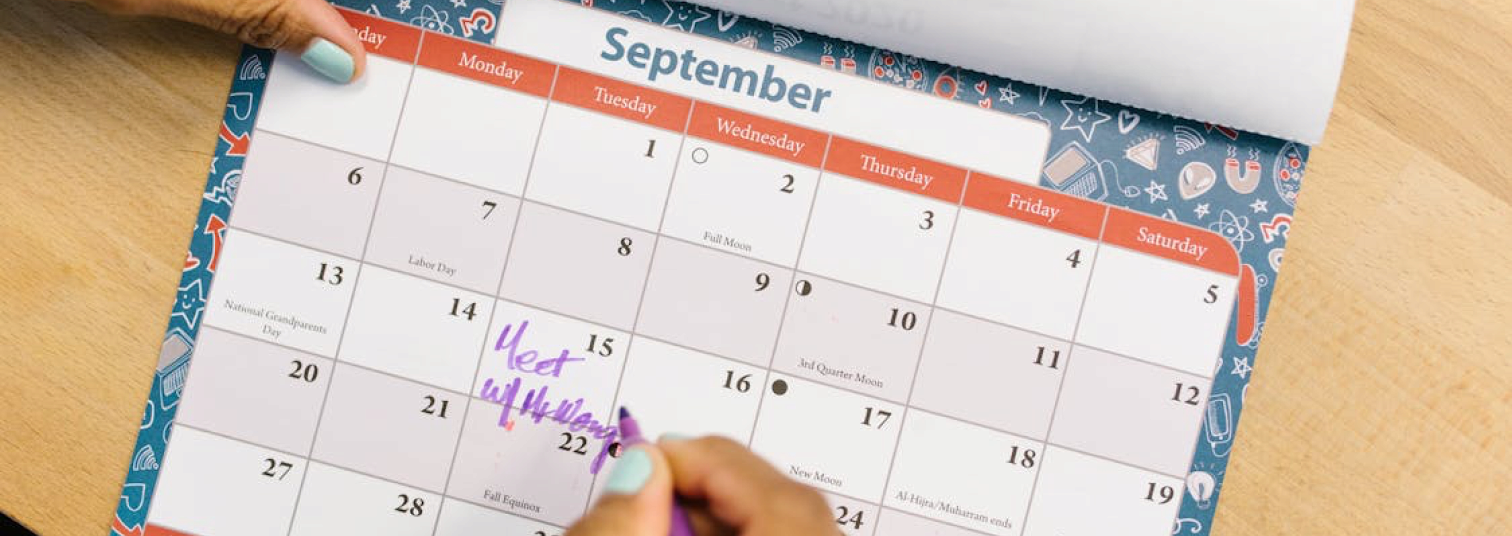 September
day Monday Tuesday Wednesday Thursday Friday Saturday
1 2 3 4 5
Full Moon
6 7 8 9 10 11 12
Labor Day
3rd Quarter Moon
13 14 15 16 17 18 19
National Grandparents
Day
Meet
w/ Mr Wong
New Moon
Al-Hijra/Muharram ends
20 21 22 24
Fall Equinox
27 28